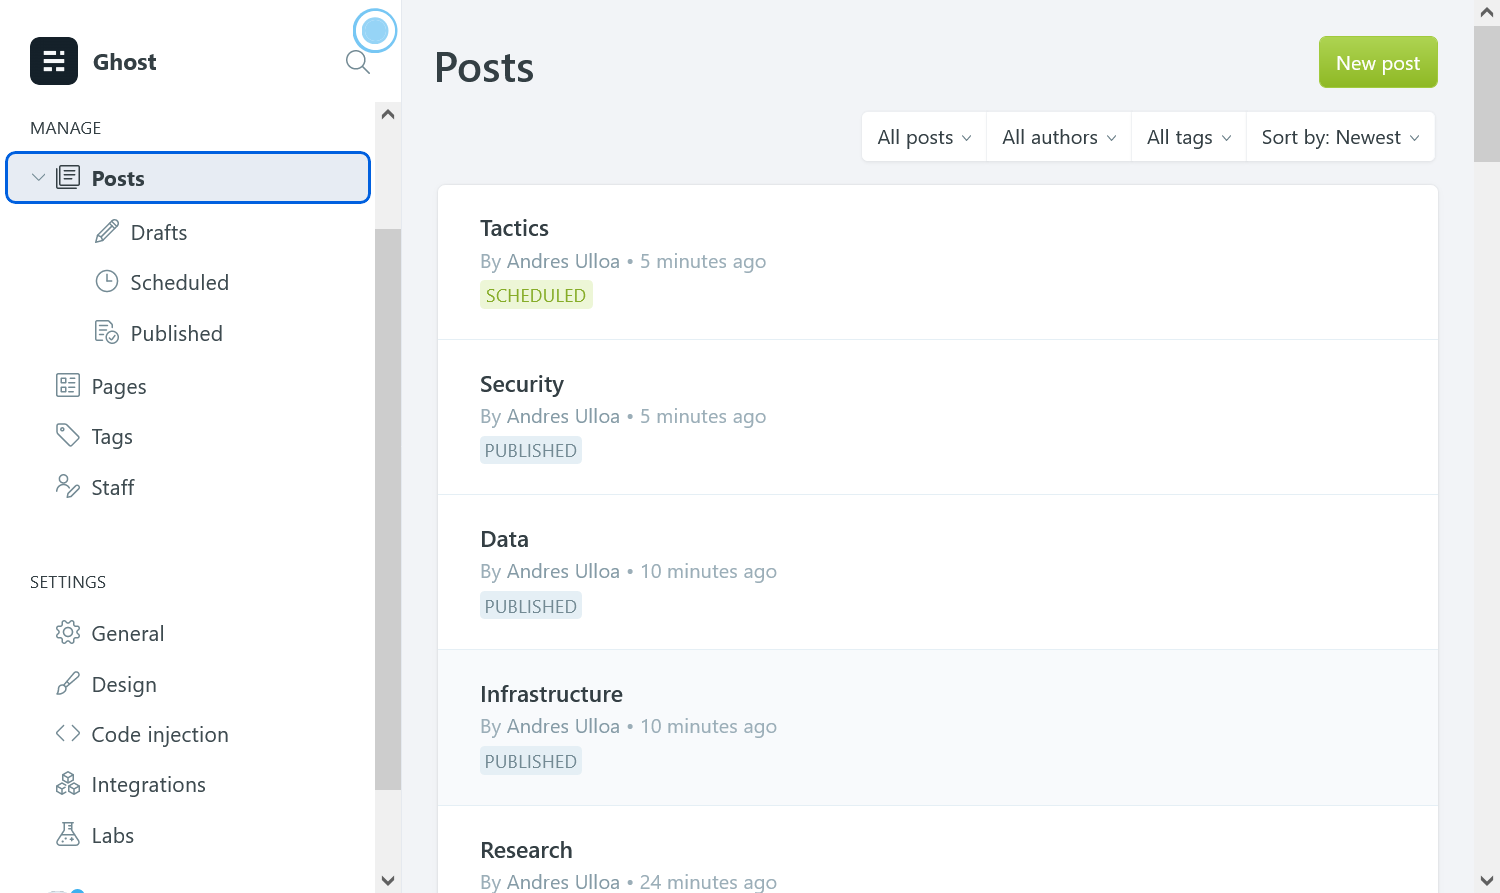 Ghost
MANAGE
Posts
Drafts
Scheduled
Published
Pages
Tags
Staff
SETTINGS
General
Design
Code injection
Integrations
Labs
Posts
New post
All posts
All authors
All tags
Sort by: Newest
Tactics
By Andres Ulloa • 5 minutes ago
SCHEDULED
Security
By Andres Ulloa • 5 minutes ago
PUBLISHED
Data
By Andres Ulloa • 10 minutes ago
PUBLISHED
Infrastructure
By Andres Ulloa • 10 minutes ago
PUBLISHED
Research
By Andres Ulloa • 24 minutes ago